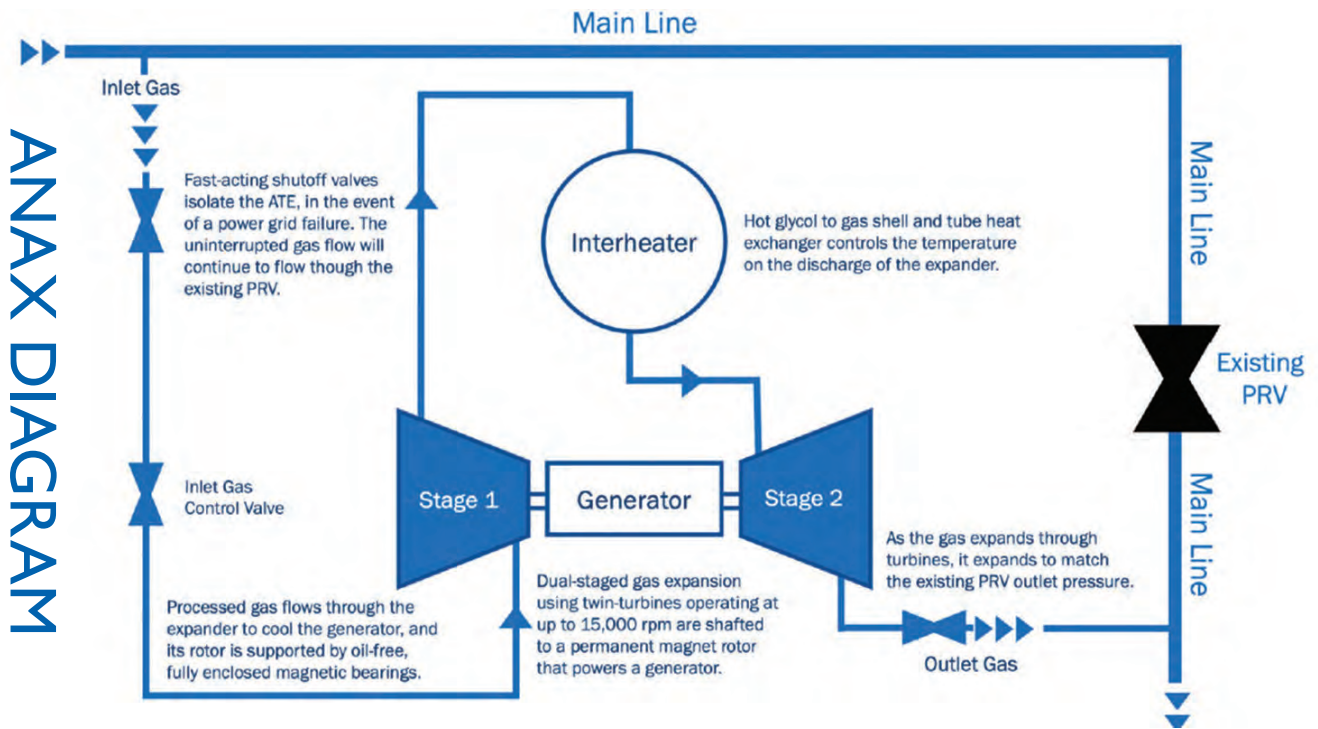 Main Line
Inlet Gas
ANAX DIAGRAM
Fast-acting shutoff valves
isolate the ATE, in the event
of a power grid failure. The
uninterrupted gas flow will
continue to flow though the
existing PRV.
Interheater
Hot glycol to gas shell and tube heat
exchanger controls the temperature
on the discharge of the expander.
Main Line
Existing
PRV
Inlet Gas
Control Valve
Stage 1
Generator
Stage 2
Main Line
As the gas expands through
turbines, it expands to match
the existing PRV outlet pressure.
Processed gas flows through the
expander to cool the generator, and
its rotor is supported by oil-free,
fully enclosed magnetic bearings.
Dual-staged gas expansion
using twin-turbines operating at
up to 15,000 rpm are shafted
to a permanent magnet rotor
that powers a generator.
Outlet Gas